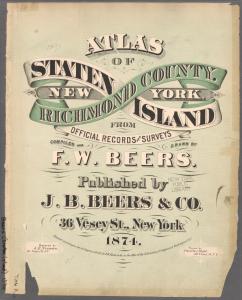 ATLAS
OF
STATEN
RICHMOND COUNTY.
NEW YORK
ISLAND
FROM
OFFICIAL RECORDS and SURVEYS
COMPILED AND DRAWN BY
F. W. BEERS.
Published by
J. B. BEERS & CO.
36 Vesey St., New York
1874.